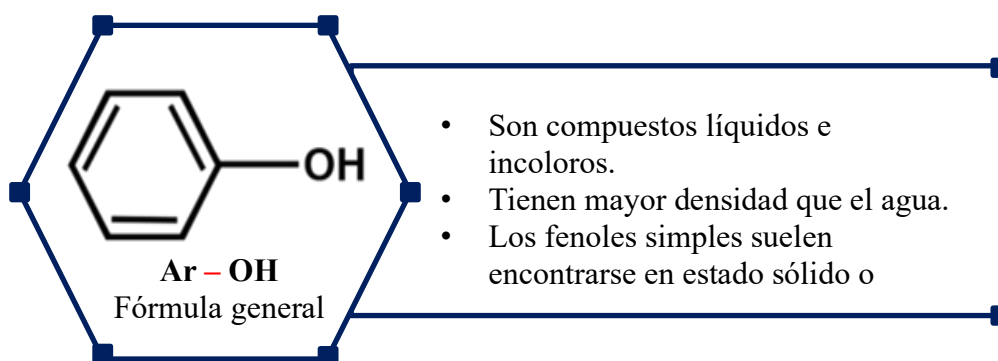 OH
Ar – OH
Fórmula general
• Son compuestos líquidos e
incoloros.
• Tienen mayor densidad que el agua.
• Los fenoles simples suelen
encontrarse en estado sólido o